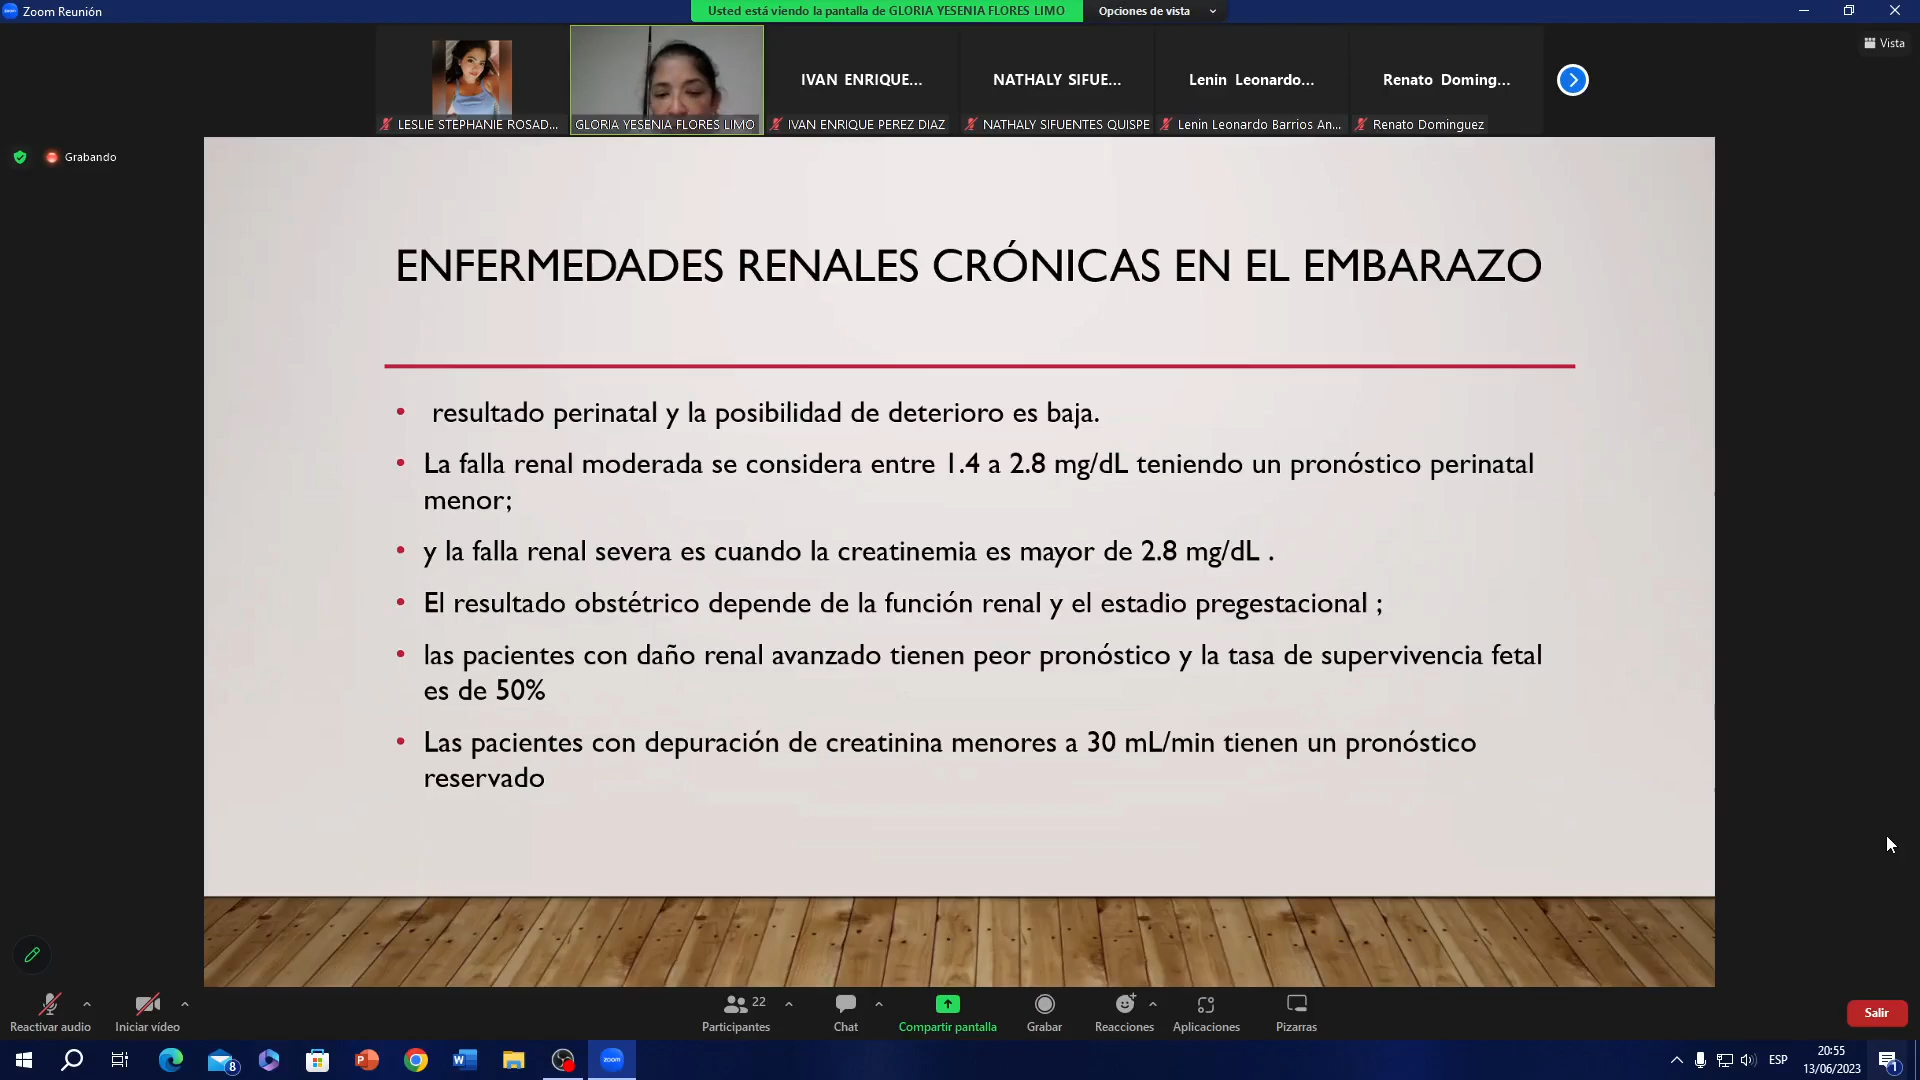 Zoom Reunión
Usted está viendo la pantalla de GLORIA YESENIA FLORES LIMO
Opciones de vista
Vista
IVAN ENRIQUE...
NATHALY SIFUE...
Lenin Leonardo...
Renato Doming...
LESLIE STEPHANIE ROSAD...
GLORIA YESENIA FLORES LIMO
IVAN ENRIQUE PEREZ DIAZ
NATHALY SIFUENTES QUISPE
Lenin Leonardo Barrios An...
Renato Dominguez
Grabando
ENFERMEDADES RENALES CRÓNICAS EN EL EMBARAZO
• resultado perinatal y la posibilidad de deterioro es baja.
• La falla renal moderada se considera entre 1.4 a 2.8 mg/dL teniendo un pronóstico perinatal
menor;
• y la falla renal severa es cuando la creatinemia es mayor de 2.8 mg/dL .
• El resultado obstétrico depende de la función renal y el estadio pregestacional ;
• las pacientes con daño renal avanzado tienen peor pronóstico y la tasa de supervivencia fetal
es de 50%
• Las pacientes con depuración de creatinina menores a 30 mL/min tienen un pronóstico
reservado
Reactivar audio
Iniciar vídeo
22
Participantes
Chat
Compartir pantalla
Grabar
Reacciones
Aplicaciones
Pizarras
Salir
8
zoom
ESP
20:55
13/06/2023
1